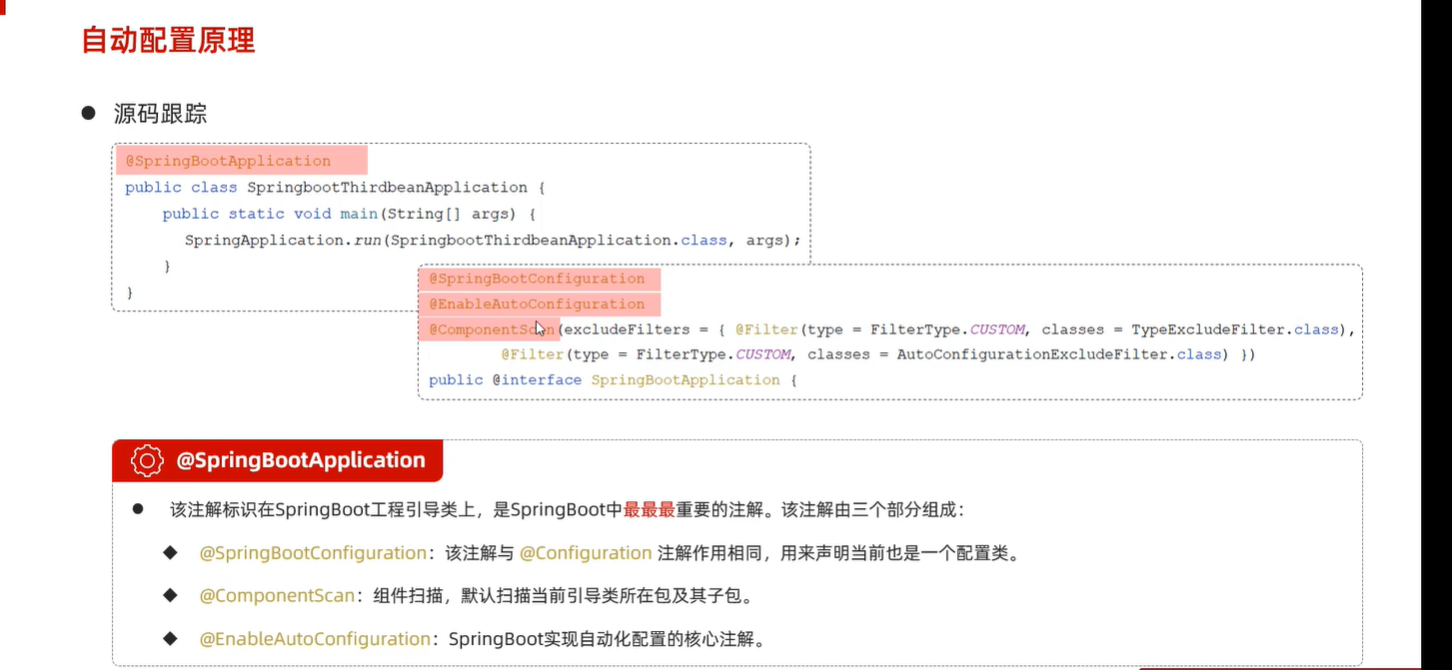 自动配置原理
● 源码跟踪
@SpringBootApplication
public class SpringbootThirdbeanApplication {
public static void main(String[] args) {
SpringApplication.run(SpringbootThirdbeanApplication.class, args);
}
}
@SpringBootConfiguration
@EnableAutoConfiguration
@ComponentScan(excludeFilters = { @Filter(type = FilterType.CUSTOM, classes = TypeExcludeFilter.class),
@Filter(type = FilterType.CUSTOM, classes = AutoConfigurationExcludeFilter.class) })
public @interface SpringBootApplication {
@SpringBootApplication
● 该注解标识在SpringBoot工程引导类上，是SpringBoot中最最最重要的注解。该注解由三个部分组成：
◆ @SpringBootConfiguration：该注解与 @Configuration 注解作用相同，用来声明当前也是一个配置类。
◆ @ComponentScan：组件扫描，默认扫描当前引导类所在包及其子包。
◆ @EnableAutoConfiguration：SpringBoot实现自动化配置的核心注解。